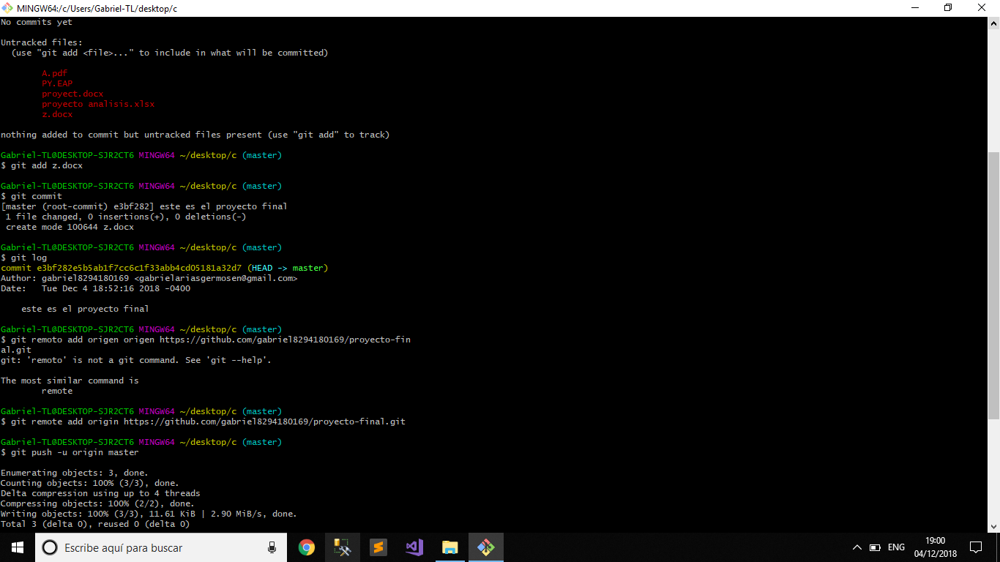 MINGW64:/c/Users/Gabriel-TL/desktop/c
No commits yet
Untracked files:
(use "git add <file>..." to include in what will be committed)
A.pdf
PY.EAP
proyect.docx
proyecto analisis.xlsx
z.docx
nothing added to commit but untracked files present (use "git add" to track)
Gabriel-TL@DESKTOP-SJR2CT6 MINGW64 ~/desktop/c (master)
$ git add z.docx
Gabriel-TL@DESKTOP-SJR2CT6 MINGW64 ~/desktop/c (master)
$ git commit
[master (root-commit) e3bf282] este es el proyecto final
1 file changed, 0 insertions(+), 0 deletions(-)
create mode 100644 z.docx
Gabriel-TL@DESKTOP-SJR2CT6 MINGW64 ~/desktop/c (master)
$ git log
commit e3bf282e5b5ab1f7cc6c1f33abb4cd05181a32d7 (HEAD -> master)
Author: gabriel8294180169 <gabrielariasgermosen@gmail.com>
Date:   Tue Dec 4 18:52:16 2018 -0400
este es el proyecto final
Gabriel-TL@DESKTOP-SJR2CT6 MINGW64 ~/desktop/c (master)
$ git remoto add origen origen https://github.com/gabriel8294180169/proyecto-fin
al.git
git: 'remoto' is not a git command. See 'git --help'.
The most similar command is
remote
Gabriel-TL@DESKTOP-SJR2CT6 MINGW64 ~/desktop/c (master)
$ git remote add origin https://github.com/gabriel8294180169/proyecto-final.git
Gabriel-TL@DESKTOP-SJR2CT6 MINGW64 ~/desktop/c (master)
$ git push -u origin master
Enumerating objects: 3, done.
Counting objects: 100% (3/3), done.
Delta compression using up to 4 threads
Compressing objects: 100% (2/2), done.
Writing objects: 100% (3/3), 11.61 KiB | 2.90 MiB/s, done.
Total 3 (delta 0), reused 0 (delta 0)
Escribe aquí para buscar
ENG
19:00
04/12/2018